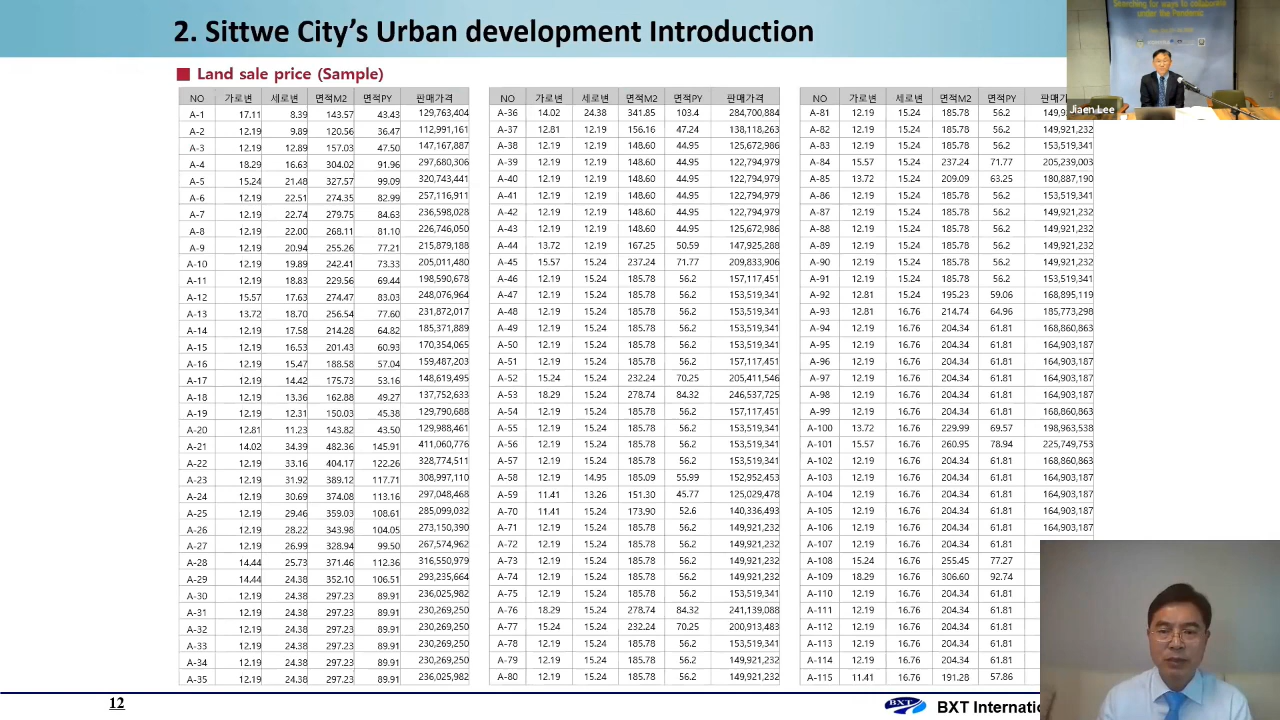 2. Sittwe City's Urban development Introduction
Searching for ways to collaborate
under the Pandemic
Jiaen Lee
Land sale price (Sample)
NO 가로변 세로변 면적M2 면적PY 판매가격
A-1 17.11 8.39 143.57 129,763,404
A-2 12.19 9.89 120.56 36.47 112,991,161
A-3 12.19 12.89 157.03 47.50 147,167,887
A-4 18.29 16.63 304.02 91.96 297,680,306
A-5 15.24 21.48 327.57 99.09 320,743,441
A-6 12.19 22.51 274.35 82.99 257,116,911
A-7 12.19 22.74 279.75 84.63 236,598,028
A-8 12.19 22.00 268.11 81.10 226,746,050
A-9 12.19 20.94 255.26 77.21 215,879,188
A-10 12.19 19.89 242.41 73.33 205,011,480
A-11 12.19 18.83 229.56 69.44 198,590,678
A-12 15.57 17.63 274.47 83.03 248,076,964
A-13 13.72 18.70 256.54 77.60 231,872,017
A-14 12.19 17.58 214.28 64.82 185,371,889
A-15 12.19 16.53 201.43 60.93 170,354,065
A-16 12.19 15.47 188.58 57.04 159,487,203
A-17 12.19 14.42 175.73 53.16 148,619,495
A-18 12.19 13.36 162.88 49.27 137,752,633
A-19 12.19 12.31 150.03 45.38 129,790,688
A-20 12.81 11.23 143.82 43.50 129,988,461
A-21 14.02 34.39 482.36 145.91 411,060,776
A-22 12.19 33.16 404.17 122.26 328,774,511
A-23 12.19 31.92 389.12 117.71 308,997,110
A-24 12.19 30.69 374.08 113.16 297,048,468
A-25 12.19 29.46 359.03 108.61 285,099,032
A-26 12.19 28.22 343.98 104.05 273,150,390
A-27 12.19 26.99 328.94 99.50 267,574,962
A-28 14.44 25.73 371.46 112.36 316,550,979
A-29 14.44 24.38 352.10 106.51 293,235,664
A-30 12.19 24.38 297.23 89.91 236,025,982
A-31 12.19 24.38 297.23 89.91 230,269,250
A-32 12.19 24.38 297.23 89.91 230,269,250
A-33 12.19 24.38 297.23 89.91 230,269,250
A-34 12.19 24.38 297.23 89.91 230,269,250
A-35 12.19 24.38 297.23 89.91 236,025,982
NO 가로변 세로변 면적M2 면적PY 판매가격
A-36 14.02 24.38 341.85 103.4 284,700,884
A-37 12.81 12.19 156.16 47.24 138,118,263
A-38 12.19 12.19 148.60 44.95 125,672,986
A-39 12.19 12.19 148.60 44.95 122,794,979
A-40 12.19 12.19 148.60 44.95 122,794,979
A-41 12.19 12.19 148.60 44.95 122,794,979
A-42 12.19 12.19 148.60 44.95 122,794,979
A-43 12.19 12.19 148.60 44.95 125,672,986
A-44 13.72 12.19 167.25 50.59 147,925,288
A-45 15.57 15.24 237.24 71.77 209,833,906
A-46 12.19 15.24 185.78 56.2 157,117,451
A-47 12.19 15.24 185.78 56.2 153,519,341
A-48 12.19 15.24 185.78 56.2 153,519,341
A-49 12.19 15.24 185.78 56.2 153,519,341
A-50 12.19 15.24 185.78 56.2 153,519,341
A-51 12.19 15.24 185.78 56.2 157,117,451
A-52 15.24 15.24 232.24 70.25 205,411,546
A-53 18.29 15.24 278.74 84.32 246,537,725
A-54 12.19 15.24 185.78 56.2 157,117,451
A-55 12.19 15.24 185.78 56.2 153,519,341
A-56 12.19 15.24 185.78 56.2 153,519,341
A-57 12.19 15.24 185.78 56.2 153,519,341
A-58 12.19 14.95 185.09 55.99 152,952,453
A-59 11.41 13.26 151.30 45.77 125,029,478
A-70 11.41 15.24 173.90 52.6 140,336,493
A-71 12.19 15.24 185.78 56.2 149,921,232
A-72 12.19 15.24 185.78 56.2 149,921,232
A-73 12.19 15.24 185.78 56.2 149,921,232
A-74 12.19 15.24 185.78 56.2 149,921,232
A-75 12.19 15.24 185.78 56.2 153,519,341
A-76 18.29 15.24 278.74 84.32 241,139,088
A-77 15.24 15.24 232.24 70.25 200,913,483
A-78 12.19 15.24 185.78 56.2 153,519,341
A-79 12.19 15.24 185.78 56.2 149,921,232
A-80 12.19 15.24 185.78 56.2 149,921,232
NO 가로변 세로변 면적M2 면적PY 판매가
A-81 12.19 15.24 185.78 56.2 149,9
A-82 12.19 15.24 185.78 56.2 149,921,232
A-83 12.19 15.24 185.78 56.2 153,519,341
A-84 15.57 15.24 237.24 71.77 205,239,003
A-85 13.72 15.24 209.09 63.25 180,887,190
A-86 12.19 15.24 185.78 56.2 153,519,341
A-87 12.19 15.24 185.78 56.2 149,921,232
A-88 12.19 15.24 185.78 56.2 149,921,232
A-89 12.19 15.24 185.78 56.2 149,921,232
A-90 12.19 15.24 185.78 56.2 149,921,232
A-91 12.19 15.24 185.78 56.2 153,519,341
A-92 12.81 15.24 195.23 59.06 168,895,119
A-93 12.81 16.76 214.74 64.96 185,773,298
A-94 12.19 16.76 204.34 61.81 168,860,863
A-95 12.19 16.76 204.34 61.81 164,903,187
A-96 12.19 16.76 204.34 61.81 164,903,187
A-97 12.19 16.76 204.34 61.81 164,903,187
A-98 12.19 16.76 204.34 61.81 164,903,187
A-99 12.19 16.76 204.34 61.81 168,860,863
A-100 13.72 16.76 229.99 69.57 198,963,538
A-101 15.57 16.76 260.95 78.94 225,749,753
A-102 12.19 16.76 204.34 61.81 168,860,863
A-103 12.19 16.76 204.34 61.81 164,903,187
A-104 12.19 16.76 204.34 61.81 164,903,187
A-105 12.19 16.76 204.34 61.81 164,903,187
A-106 12.19 16.76 204.34 61.81 164,903,187
A-107 12.19 16.76 204.34 61.81
A-108 15.24 16.76 255.45 77.27
A-109 18.29 16.76 306.60 92.74
A-110 12.19 16.76 204.34 61.81
A-111 12.19 16.76 204.34 61.81
A-112 12.19 16.76 204.34 61.81
A-113 12.19 16.76 204.34 61.81
A-114 12.19 16.76 204.34 61.81
A-115 11.41 16.76 191.28 57.86
12
BXT
BXT Internatio